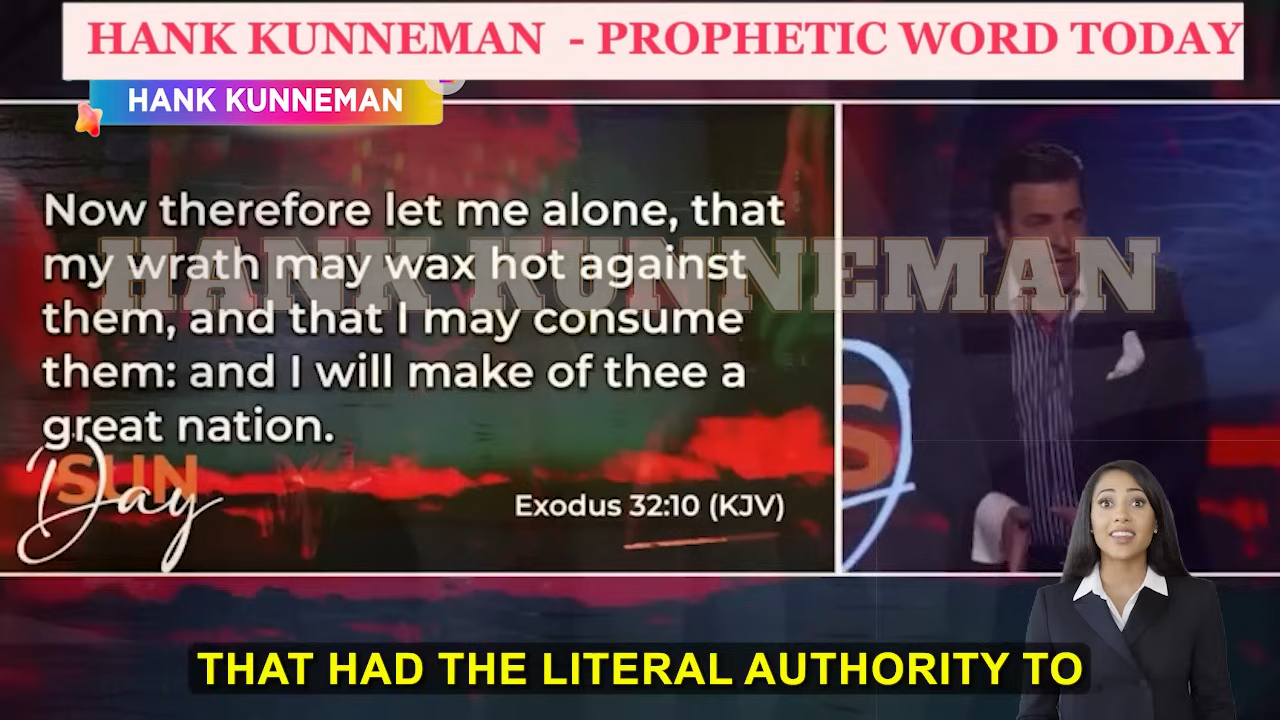 HANK KUNNEMAN - PROPHETIC WORD TODAY
HANK KUNNEMAN
Now therefore let me alone, that
my wrath may wax hot against
them, and that I may consume
them: and I will make of thee a
great nation.
HANK KUNNEMAN
SUN
Day
Exodus 32:10 (KJV)
S
THAT HAD THE LITERAL AUTHORITY TO